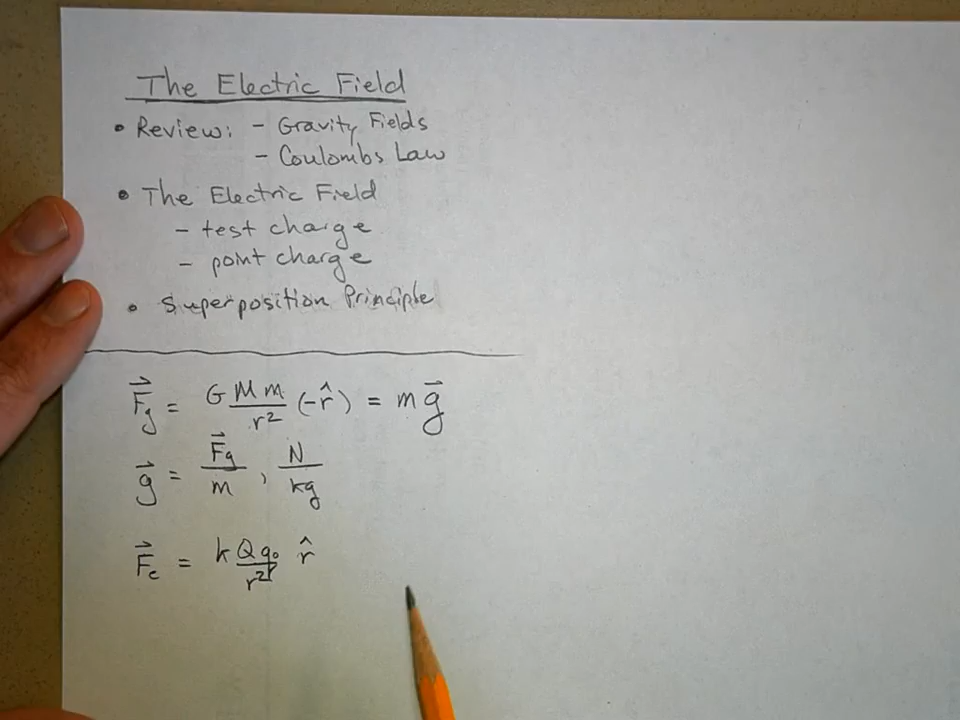 The Electric Field
• Review: - Gravity Fields
- Coulombs Law
• The Electric Field
- test charge
- point charge
• Superposition Principle
F⃗g = G Mm/r² (-r̂) = m g⃗
g⃗ = F⃗g/m , N/kg
F⃗c = k Qq₀/r² r̂